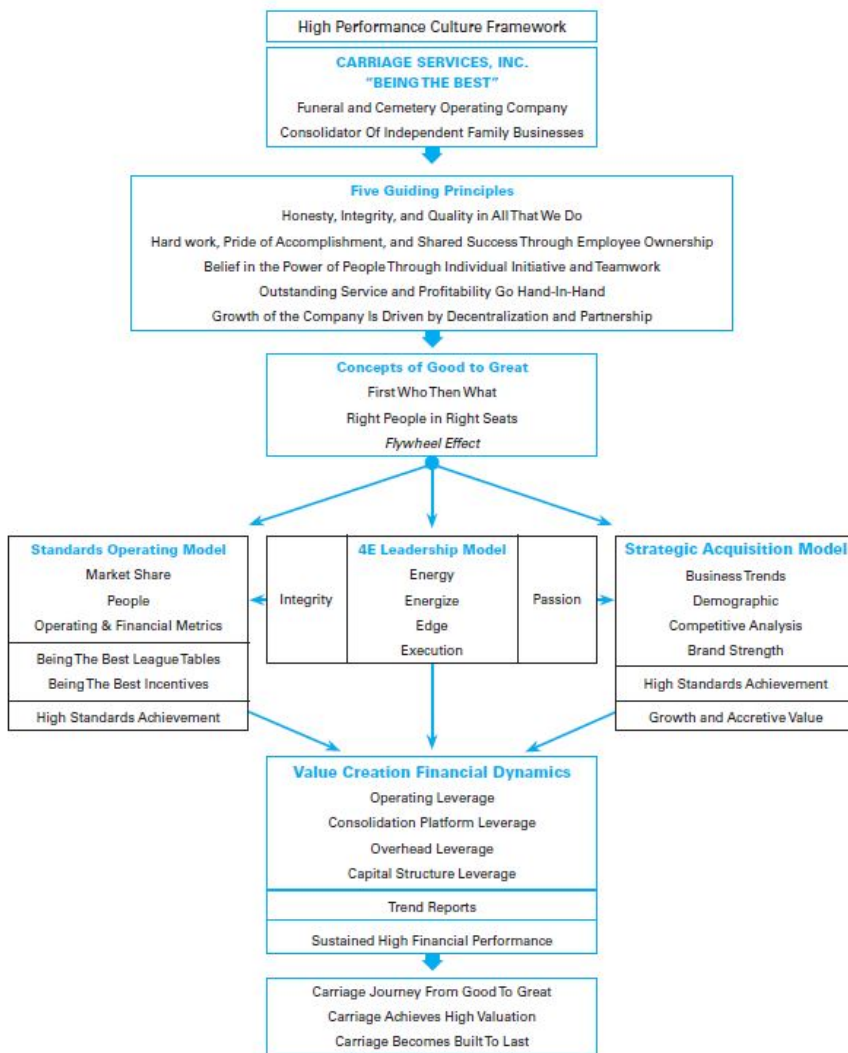 High Performance Culture Framework
CARRIAGE SERVICES, INC.
“BEING THE BEST”
Funeral and Cemetery Operating Company
Consolidator Of Independent Family Businesses
Five Guiding Principles
Honesty, Integrity, and Quality in All That We Do
Hard work, Pride of Accomplishment, and Shared Success Through Employee Ownership
Belief in the Power of People Through Individual Initiative and Teamwork
Outstanding Service and Profitability Go Hand-In-Hand
Growth of the Company Is Driven by Decentralization and Partnership
Concepts of Good to Great
First Who Then What
Right People in Right Seats
Flywheel Effect
Standards Operating Model
Market Share
People
Operating & Financial Metrics
Being The Best League Tables
Being The Best Incentives
High Standards Achievement
Integrity
4E Leadership Model
Energy
Energize
Edge
Execution
Passion
Strategic Acquisition Model
Business Trends
Demographic
Competitive Analysis
Brand Strength
High Standards Achievement
Growth and Accretive Value
Value Creation Financial Dynamics
Operating Leverage
Consolidation Platform Leverage
Overhead Leverage
Capital Structure Leverage
Trend Reports
Sustained High Financial Performance
Carriage Journey From Good To Great
Carriage Achieves High Valuation
Carriage Becomes Built To Last